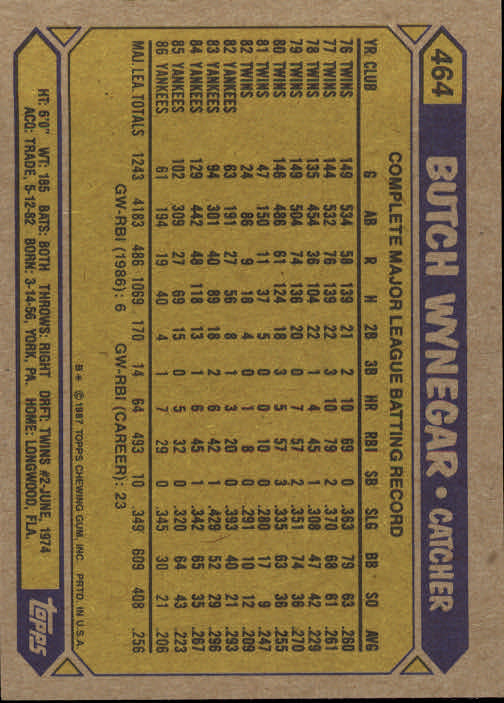 464
BUTCH WYNEGAR • CATCHER
COMPLETE MAJOR LEAGUE BATTING RECORD
YR CLUB G AB R H 2B 3B HR RBI SB SLG BB SO AVG
76 TWINS 149 534 58 139 21 2 10 69 0 .363 79 63 .260
77 TWINS 144 532 76 139 22 3 10 79 2 .370 68 61 .261
78 TWINS 135 454 36 104 22 1 4 45 1 .308 47 42 .229
79 TWINS 149 504 74 136 20 0 7 57 2 .351 74 36 .270
80 TWINS 146 486 61 124 18 3 5 57 3 .335 63 36 .255
81 TWINS 47 150 11 37 5 0 0 10 0 .280 17 9 .247
82 TWINS 24 86 9 18 4 0 1 8 0 .291 10 12 .209
82 YANKEES 63 191 27 56 8 1 3 20 0 .393 40 21 .293
83 YANKEES 94 301 40 89 18 2 6 42 1 .429 52 29 .296
84 YANKEES 129 442 48 118 13 1 6 45 1 .342 65 35 .267
85 YANKEES 102 309 27 69 15 0 5 32 0 .320 64 43 .223
86 YANKEES 61 194 19 40 4 1 7 29 0 .345 30 21 .206
MAJ. LEA. TOTALS 1243 4183 486 1069 170 14 64 493 10 .349 609 408 .256
GW-RBI (1986): 6 GW-RBI (CAREER): 23
B* © 1987 TOPPS CHEWING GUM, INC. PRTD. IN U.S.A.
HT: 6'0" WT: 185 BATS: BOTH THROWS: RIGHT DRFT: TWINS #2-JUNE, 1974
ACQ: TRADE, 5-12-82 BORN: 3-14-56, YORK, PA. HOME: LONGWOOD, FLA.
topps